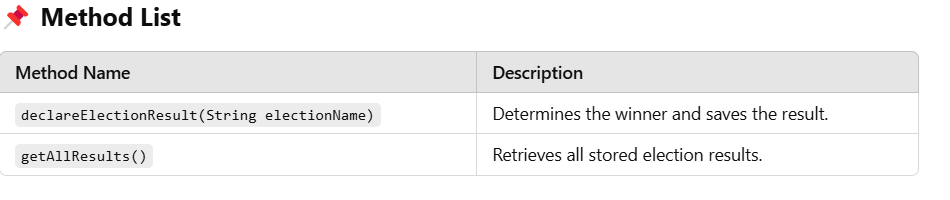 📌 Method List
Method Name Description
declareElectionResult(String electionName) Determines the winner and saves the result.
getAllResults() Retrieves all stored election results.